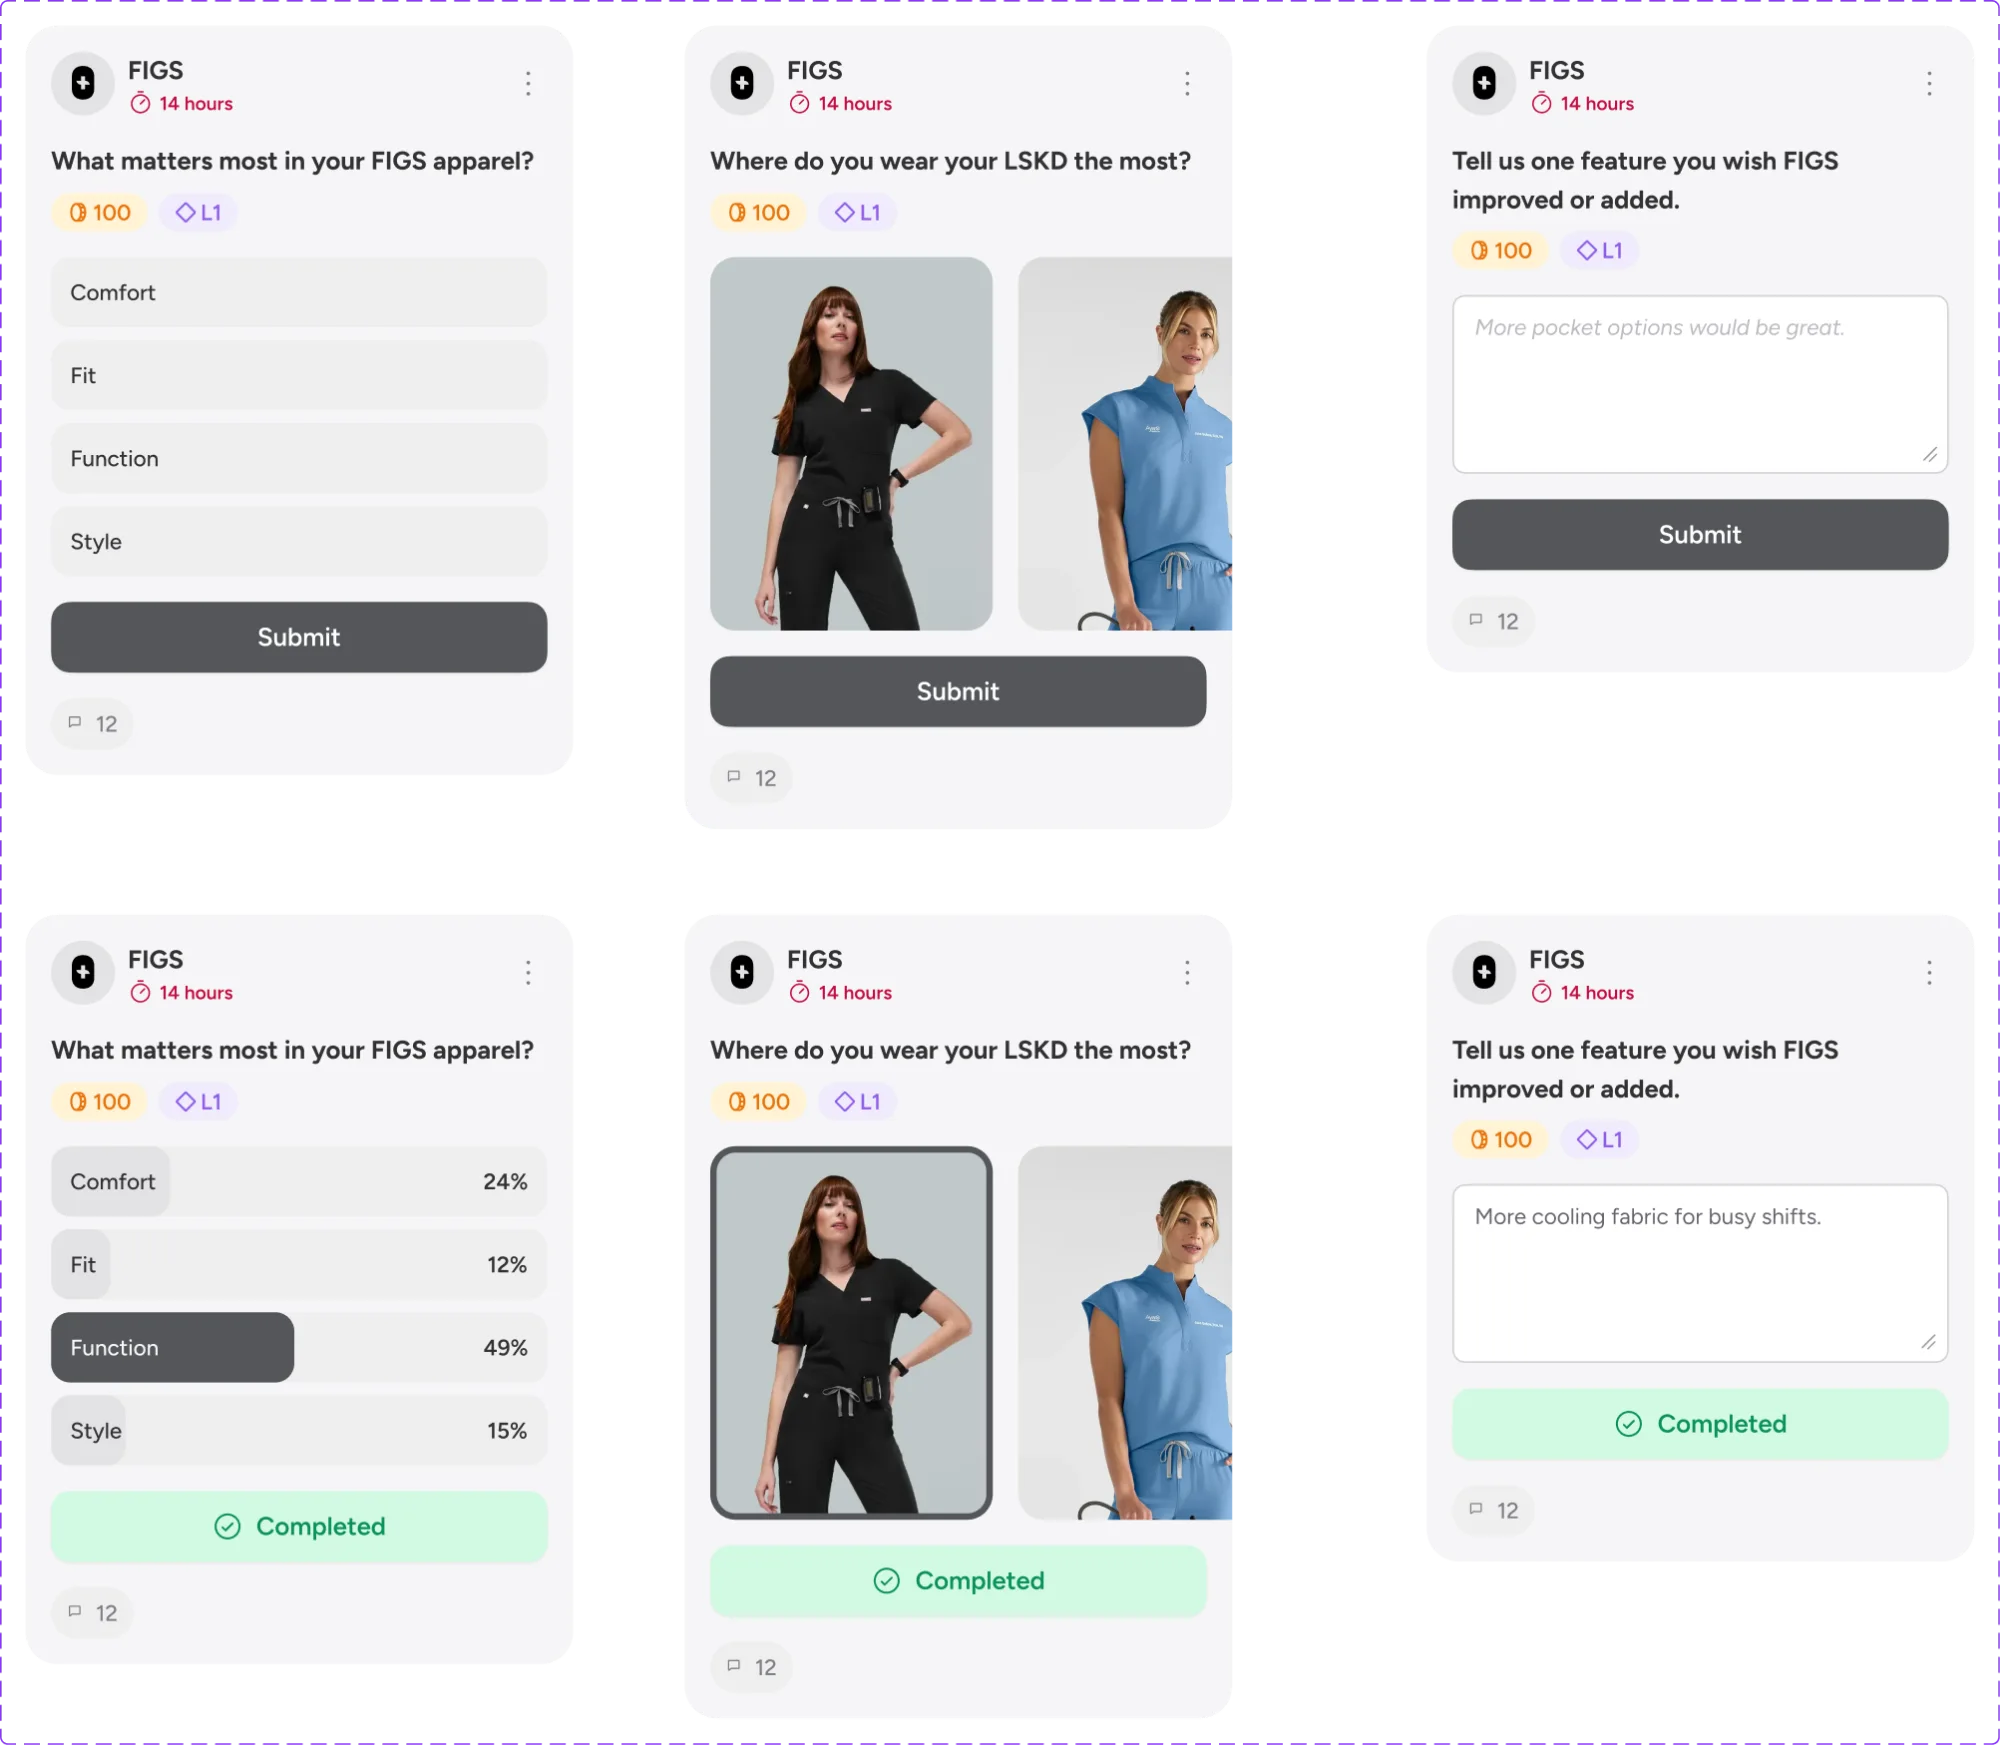 FIGS
14 hours
What matters most in your FIGS apparel?
100
L1
Comfort
Fit
Function
Style
Submit
12
FIGS
14 hours
Where do you wear your LSKD the most?
100
L1
Submit
12
FIGS
14 hours
Tell us one feature you wish FIGS
improved or added.
100
L1
More pocket options would be great.
Submit
12
FIGS
14 hours
What matters most in your FIGS apparel?
100
L1
Comfort 24%
Fit 12%
Function 49%
Style 15%
Completed
12
FIGS
14 hours
Where do you wear your LSKD the most?
100
L1
Completed
12
FIGS
14 hours
Tell us one feature you wish FIGS
improved or added.
100
L1
More cooling fabric for busy shifts.
Completed
12